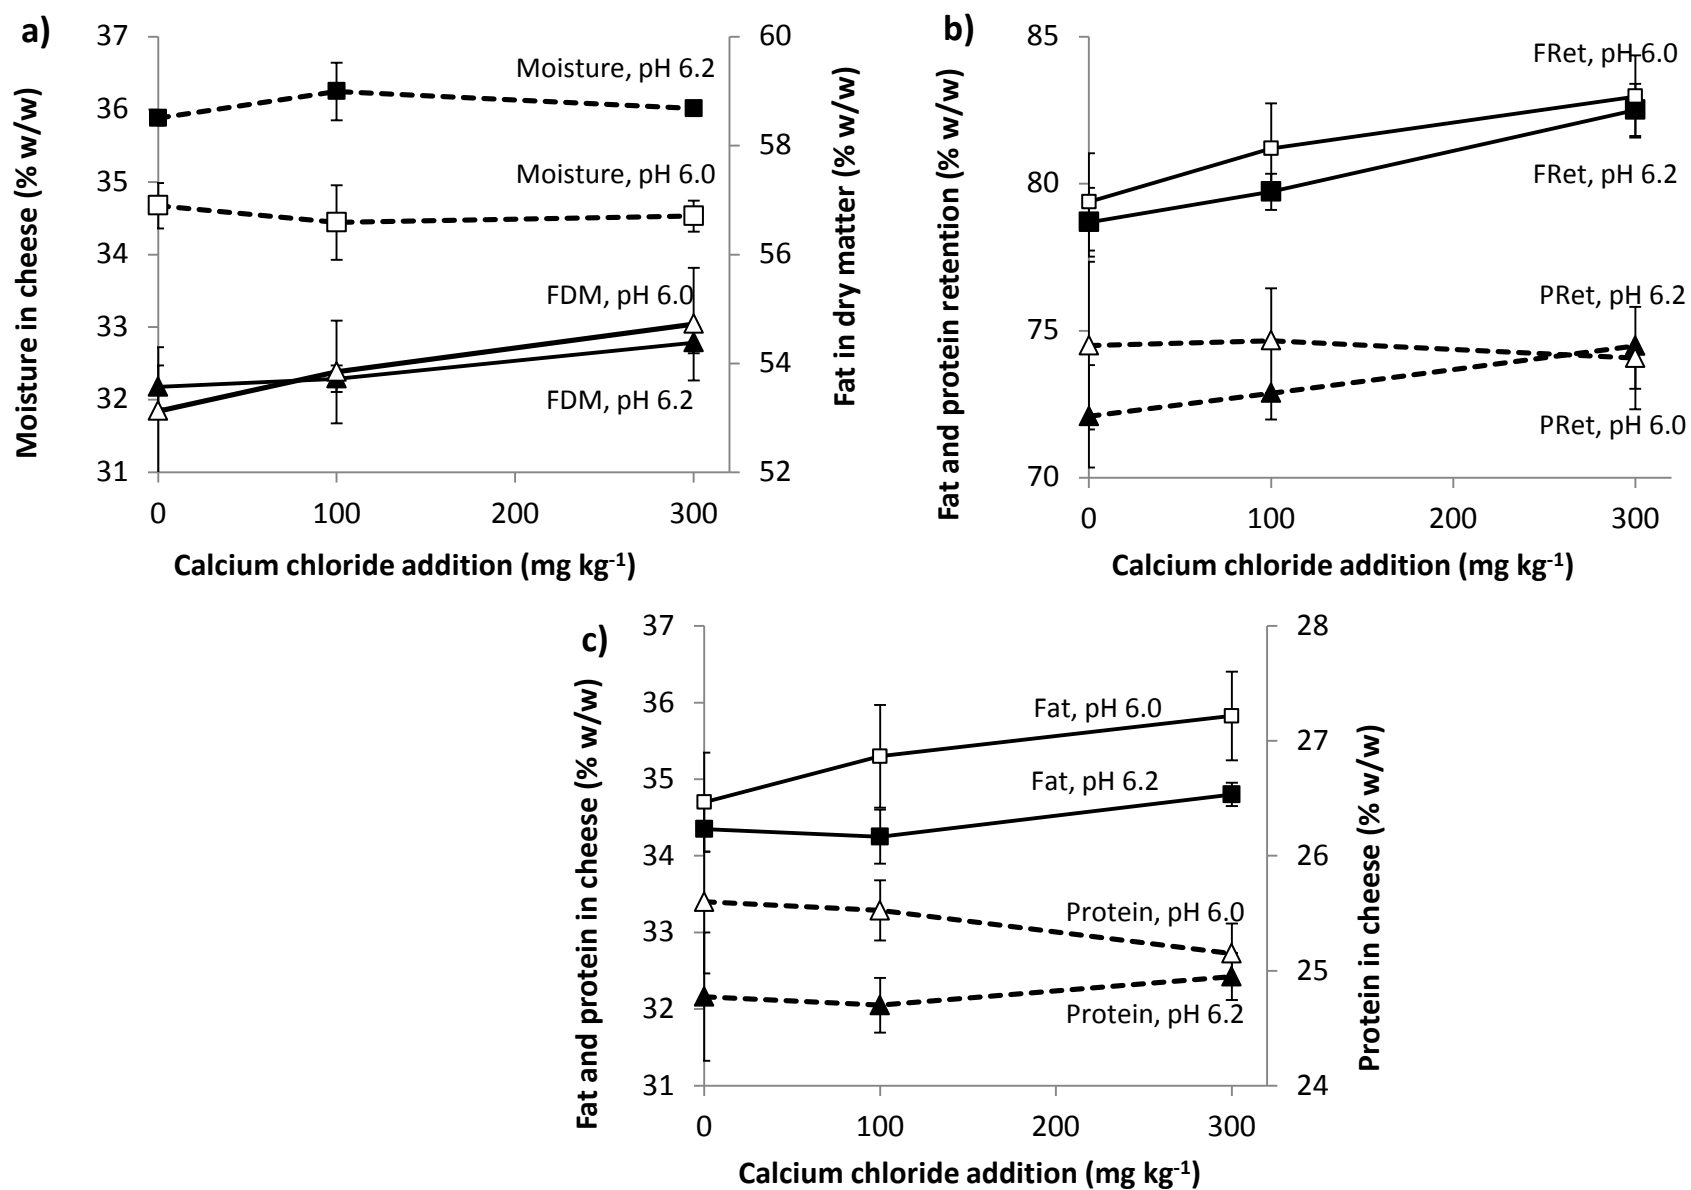 a)
37
36
35
34
33
32
31
Moisture in cheese (% w/w)
Moisture, pH 6.2
Moisture, pH 6.0
FDM, pH 6.0
FDM, pH 6.2
60
58
56
54
52
Fat in dry matter (% w/w)
0 100 200 300
Calcium chloride addition (mg kg⁻¹)
b)
85
80
75
70
Fat and protein retention (% w/w)
FRet, pH 6.0
FRet, pH 6.2
PRet, pH 6.2
PRet, pH 6.0
0 100 200 300
Calcium chloride addition (mg kg⁻¹)
c)
37
36
35
34
33
32
31
Fat and protein in cheese (% w/w)
Fat, pH 6.0
Fat, pH 6.2
Protein, pH 6.0
Protein, pH 6.2
28
27
26
25
24
Protein in cheese (% w/w)
0 100 200 300
Calcium chloride addition (mg kg⁻¹)